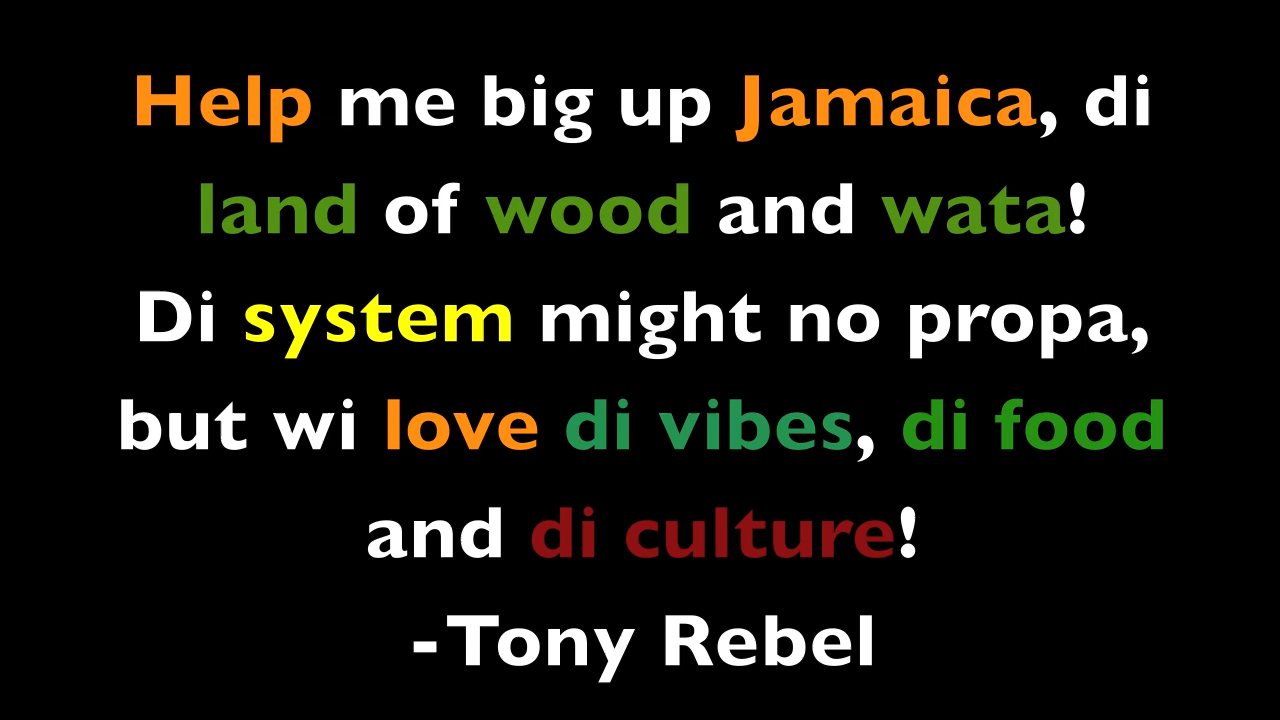 Help me big up Jamaica, di
land of wood and wata!
Di system might no propa,
but wi love di vibes, di food
and di culture!
- Tony Rebel